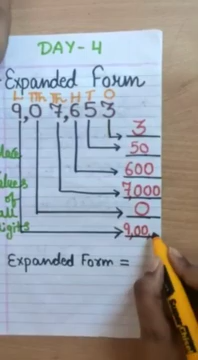 DAY-4
Expanded Form
L TTh Th H T O
9,07,653
3
50
600
7,000
0
of
9,00,
Expanded Form =